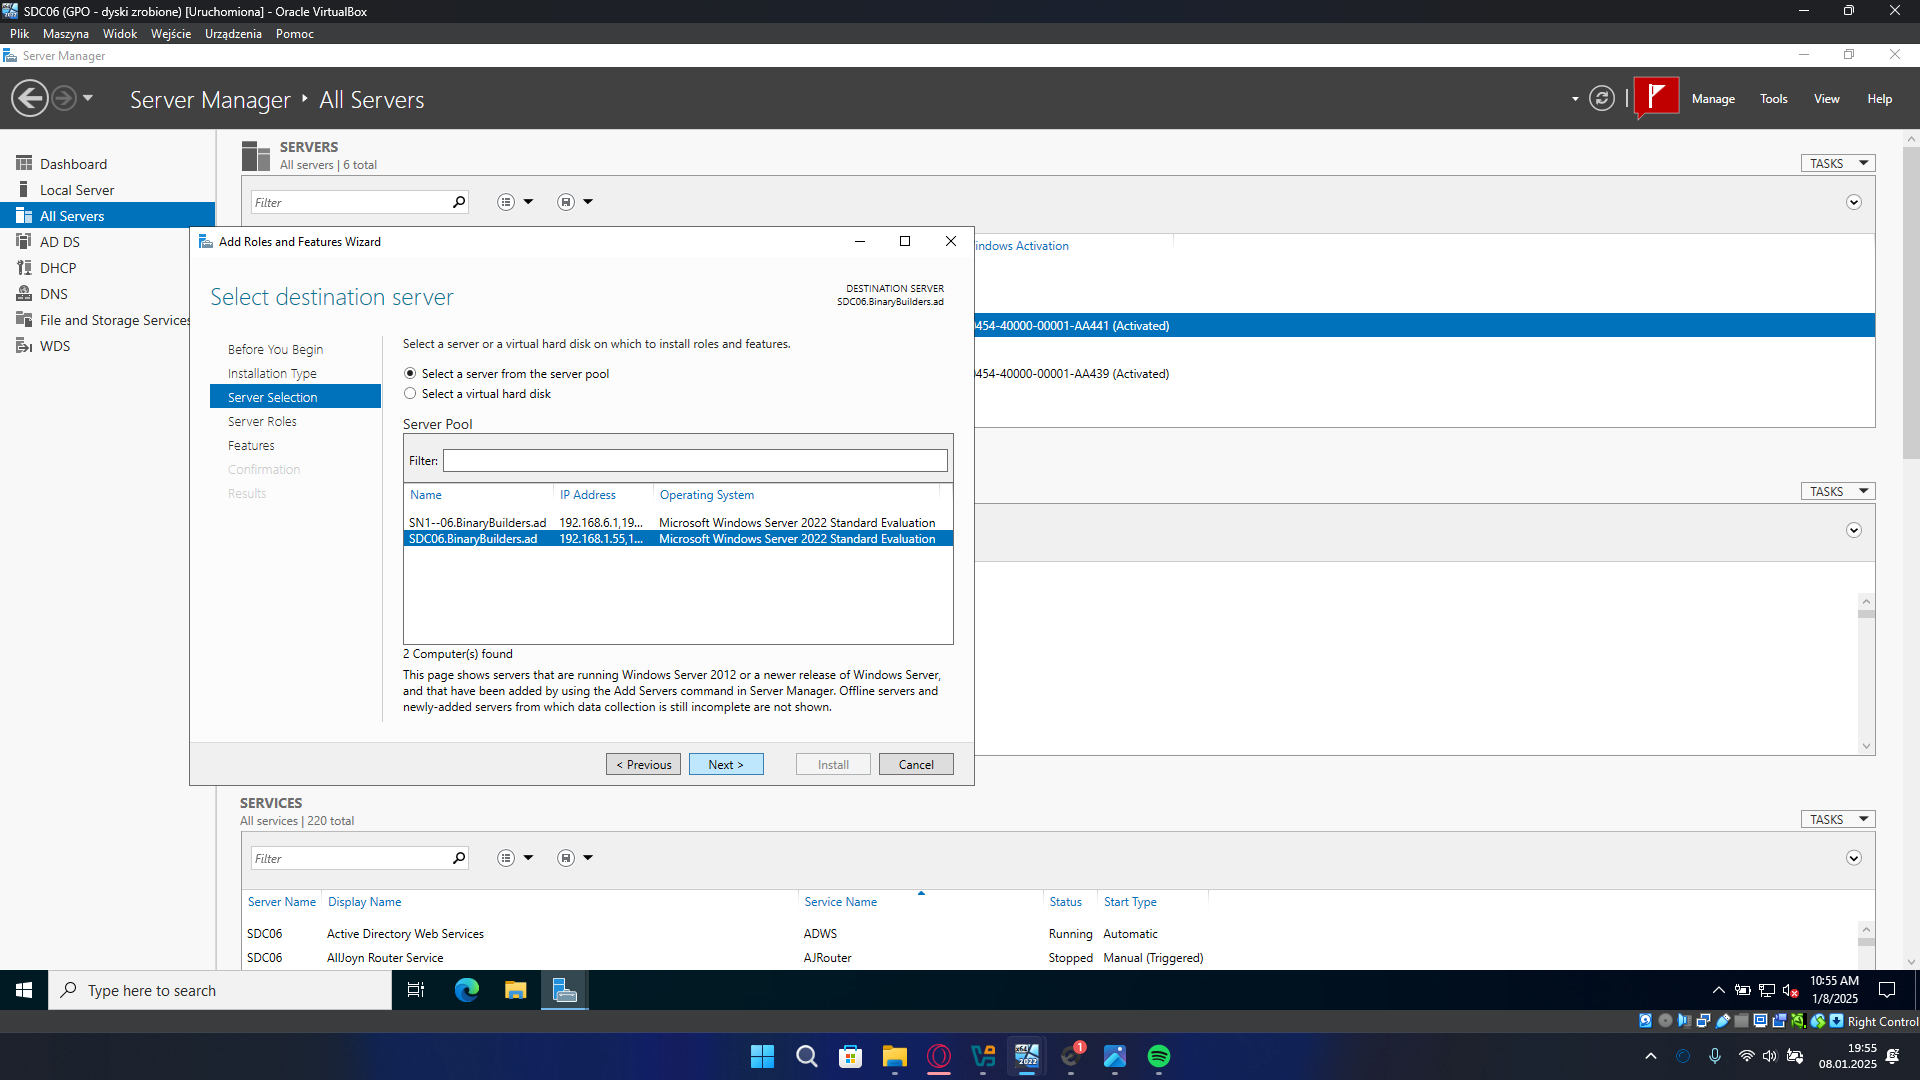 SDC06 (GPO - dyski zrobione) [Uruchomiona] - Oracle VirtualBox
Plik Maszyna Widok Wejście Urządzenia Pomoc
Server Manager
Server Manager All Servers
Manage Tools View Help
Dashboard
Local Server
All Servers
AD DS
DHCP
DNS
File and Storage Services
WDS
SERVERS
All servers | 6 total
TASKS
Filter
indows Activation
454-40000-00001-AA441 (Activated)
454-40000-00001-AA439 (Activated)
Add Roles and Features Wizard
Select destination server
DESTINATION SERVER
SDC06.BinaryBuilders.ad
Before You Begin
Installation Type
Server Selection
Server Roles
Features
Confirmation
Results
Select a server or a virtual hard disk on which to install roles and features.
Select a server from the server pool
Select a virtual hard disk
Server Pool
Filter:
Name IP Address Operating System
SN1--06.BinaryBuilders.ad 192.168.6.1,19... Microsoft Windows Server 2022 Standard Evaluation
SDC06.BinaryBuilders.ad 192.168.1.55,1... Microsoft Windows Server 2022 Standard Evaluation
2 Computer(s) found
This page shows servers that are running Windows Server 2012 or a newer release of Windows Server,
and that have been added by using the Add Servers command in Server Manager. Offline servers and
newly-added servers from which data collection is still incomplete are not shown.
< Previous Next > Install Cancel
TASKS
SERVICES
All services | 220 total
TASKS
Filter
Server Name Display Name Service Name Status Start Type
SDC06 Active Directory Web Services ADWS Running Automatic
SDC06 AllJoyn Router Service AJRouter Stopped Manual (Triggered)
Type here to search
10:55 AM
1/8/2025
Right Control
2022
1
19:55
08.01.2025